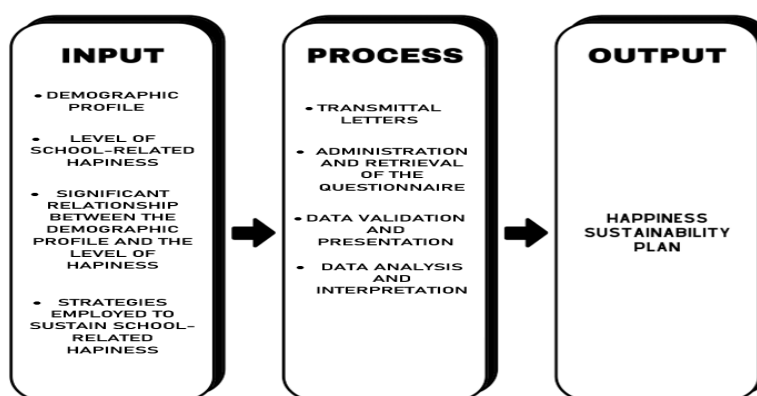 INPUT
• DEMOGRAPHIC
PROFILE
• LEVEL OF
SCHOOL-RELATED
HAPINESS
• SIGNIFICANT
RELATIONSHIP
BETWEEN THE
DEMOGRAPHIC
PROFILE AND THE
LEVEL OF
HAPINESS
• STRATEGIES
EMPLOYED TO
SUSTAIN SCHOOL-
RELATED
HAPINESS
PROCESS
• TRANSMITTAL
LETTERS
• ADMINISTRATION
AND RETRIEVAL
OF THE
QUESTIONNAIRE
• DATA VALIDATION
AND
PRESENTATION
• DATA ANALYSIS
AND
INTERPRETATION
OUTPUT
HAPPINESS
SUSTAINABILITY
PLAN